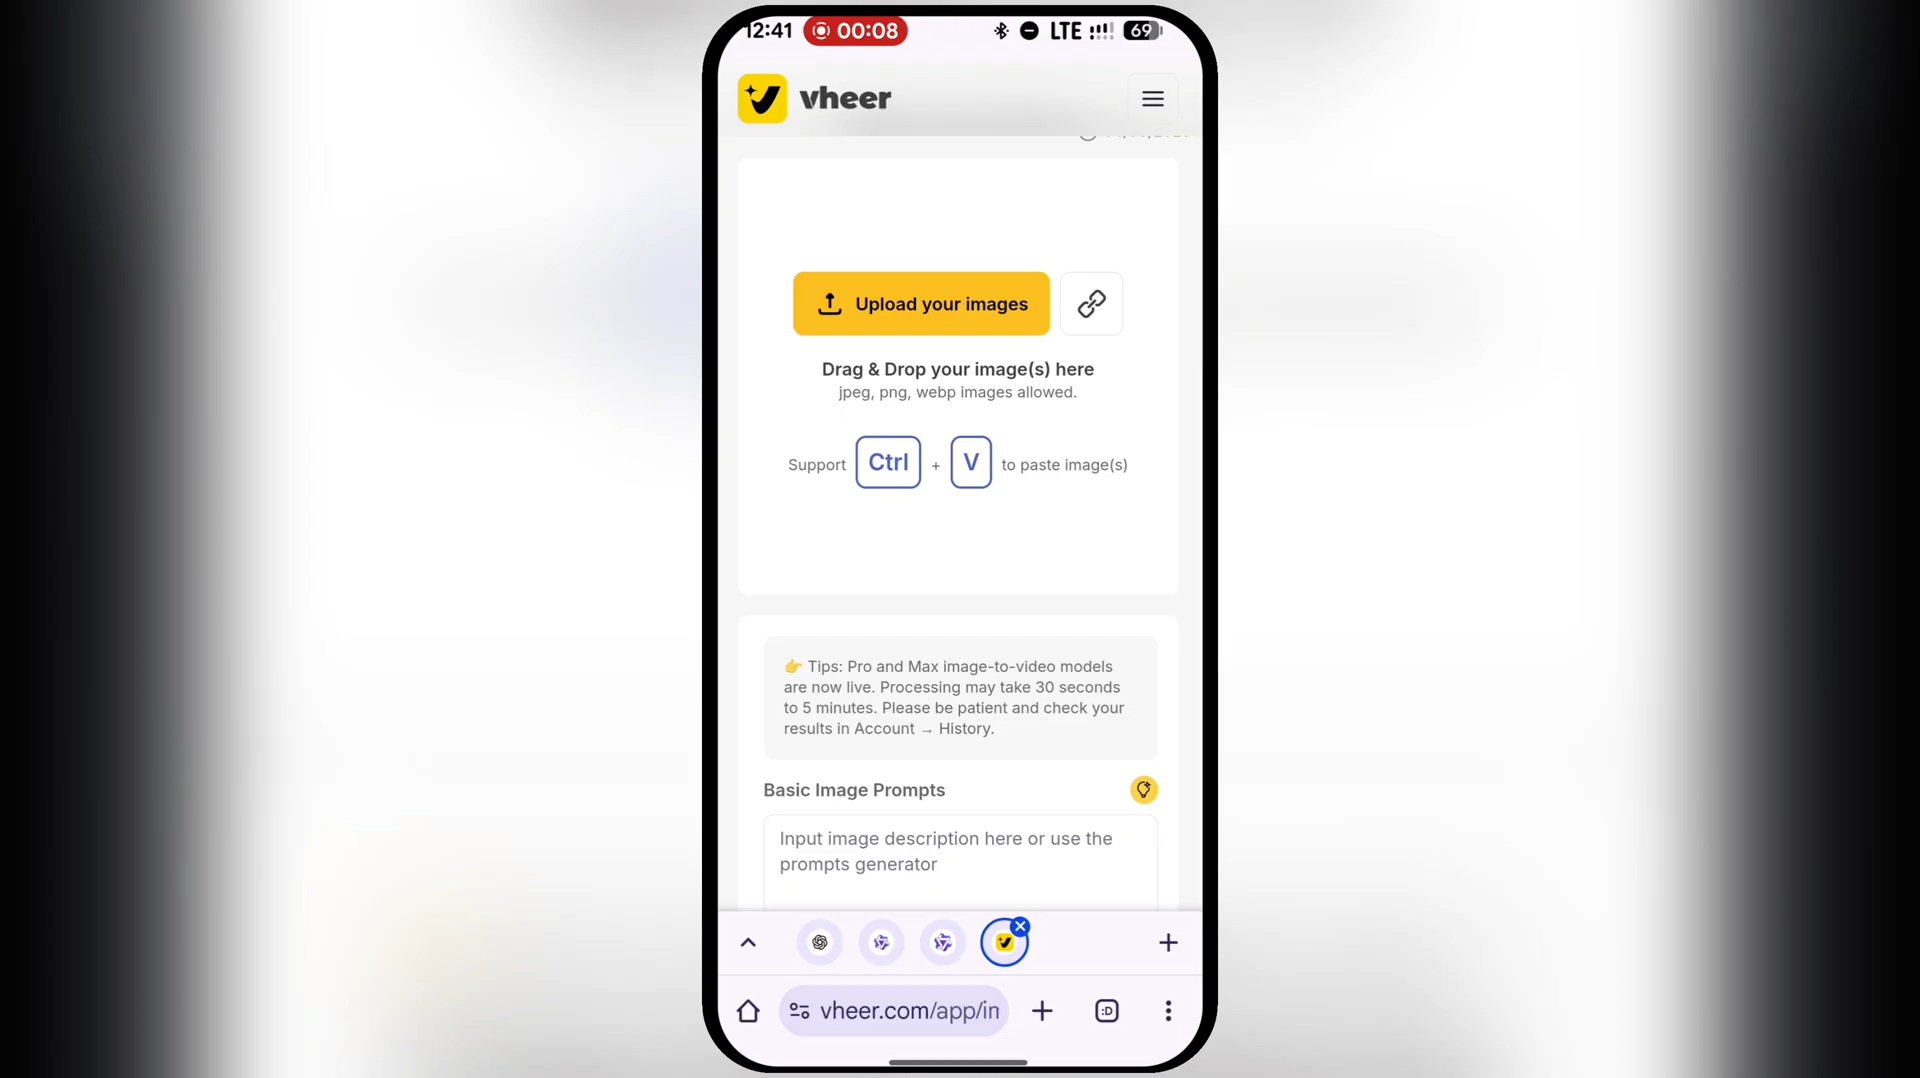 12:41 00:08 LTE 69
vheer
Upload your images
Drag & Drop your image(s) here
jpeg, png, webp images allowed.
Support Ctrl + V to paste image(s)
👉 Tips: Pro and Max image-to-video models
are now live. Processing may take 30 seconds
to 5 minutes. Please be patient and check your
results in Account → History.
Basic Image Prompts
Input image description here or use the
prompts generator
vheer.com/app/in
:D